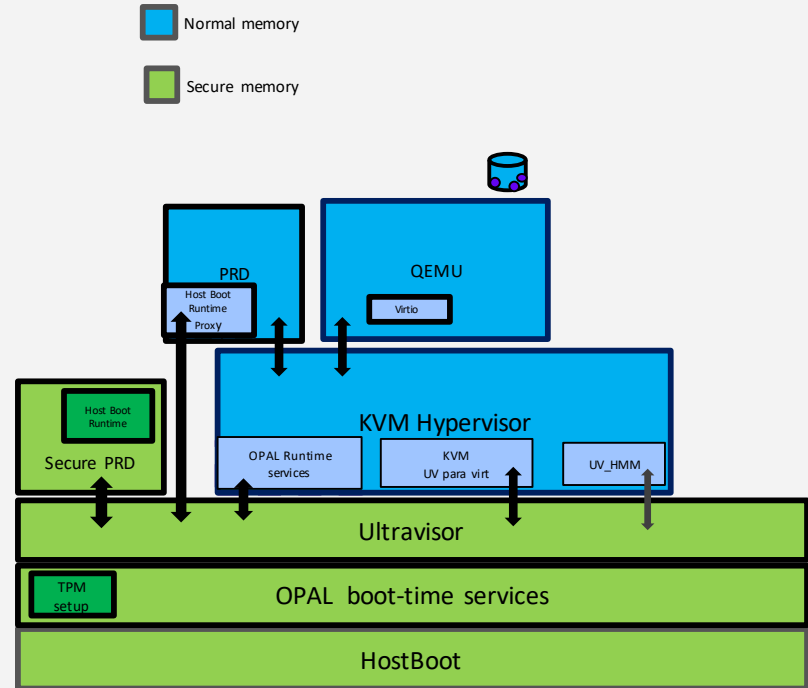 Normal memory
Secure memory
PRD
Host Boot
Runtime
Proxy
QEMU
Virtio
Host Boot
Runtime
Secure PRD
KVM Hypervisor
OPAL Runtime
services
KVM
UV para virt
UV_HMM
Ultravisor
TPM
setup
OPAL boot-time services
HostBoot